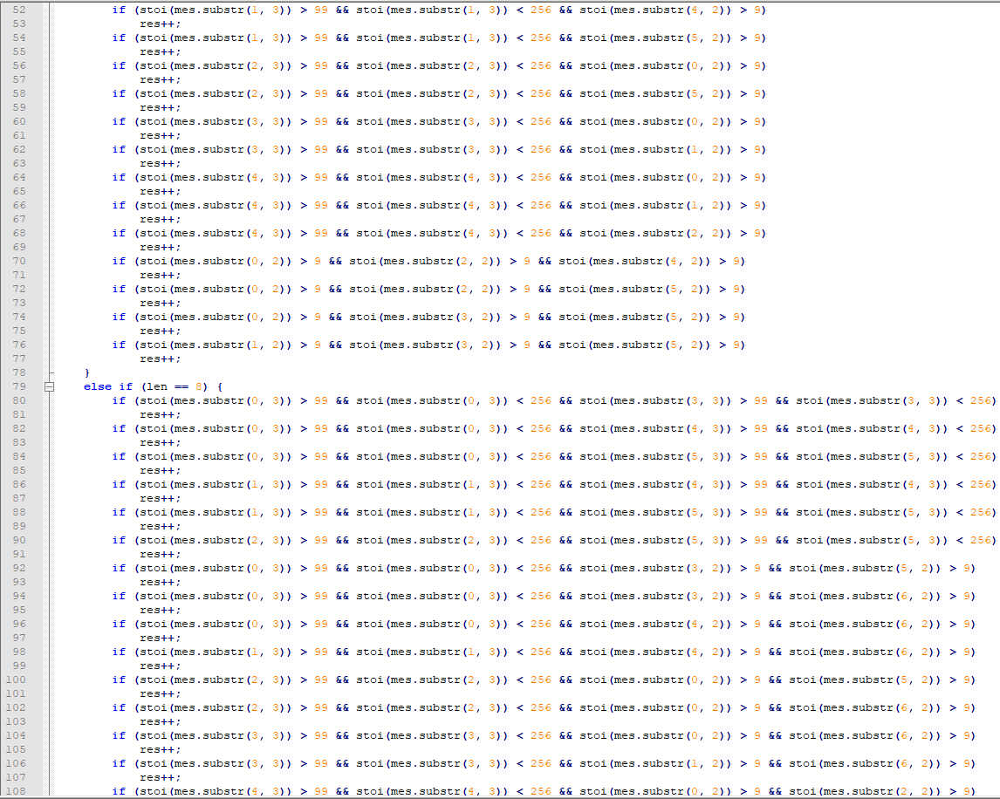 52 if (stoi(mes.substr(1, 3)) > 99 && stoi(mes.substr(1, 3)) < 256 && stoi(mes.substr(4, 2)) > 9)
53 res++;
54 if (stoi(mes.substr(1, 3)) > 99 && stoi(mes.substr(1, 3)) < 256 && stoi(mes.substr(5, 2)) > 9)
55 res++;
56 if (stoi(mes.substr(2, 3)) > 99 && stoi(mes.substr(2, 3)) < 256 && stoi(mes.substr(0, 2)) > 9)
57 res++;
58 if (stoi(mes.substr(2, 3)) > 99 && stoi(mes.substr(2, 3)) < 256 && stoi(mes.substr(5, 2)) > 9)
59 res++;
60 if (stoi(mes.substr(3, 3)) > 99 && stoi(mes.substr(3, 3)) < 256 && stoi(mes.substr(0, 2)) > 9)
61 res++;
62 if (stoi(mes.substr(3, 3)) > 99 && stoi(mes.substr(3, 3)) < 256 && stoi(mes.substr(1, 2)) > 9)
63 res++;
64 if (stoi(mes.substr(4, 3)) > 99 && stoi(mes.substr(4, 3)) < 256 && stoi(mes.substr(0, 2)) > 9)
65 res++;
66 if (stoi(mes.substr(4, 3)) > 99 && stoi(mes.substr(4, 3)) < 256 && stoi(mes.substr(1, 2)) > 9)
67 res++;
68 if (stoi(mes.substr(4, 3)) > 99 && stoi(mes.substr(4, 3)) < 256 && stoi(mes.substr(2, 2)) > 9)
69 res++;
70 if (stoi(mes.substr(0, 2)) > 9 && stoi(mes.substr(2, 2)) > 9 && stoi(mes.substr(4, 2)) > 9)
71 res++;
72 if (stoi(mes.substr(0, 2)) > 9 && stoi(mes.substr(2, 2)) > 9 && stoi(mes.substr(5, 2)) > 9)
73 res++;
74 if (stoi(mes.substr(0, 2)) > 9 && stoi(mes.substr(3, 2)) > 9 && stoi(mes.substr(5, 2)) > 9)
75 res++;
76 if (stoi(mes.substr(1, 2)) > 9 && stoi(mes.substr(3, 2)) > 9 && stoi(mes.substr(5, 2)) > 9)
77 res++;
78 }
79 else if (len == 8) {
80 if (stoi(mes.substr(0, 3)) > 99 && stoi(mes.substr(0, 3)) < 256 && stoi(mes.substr(3, 3)) > 99 && stoi(mes.substr(3, 3)) < 256)
81 res++;
82 if (stoi(mes.substr(0, 3)) > 99 && stoi(mes.substr(0, 3)) < 256 && stoi(mes.substr(4, 3)) > 99 && stoi(mes.substr(4, 3)) < 256)
83 res++;
84 if (stoi(mes.substr(0, 3)) > 99 && stoi(mes.substr(0, 3)) < 256 && stoi(mes.substr(5, 3)) > 99 && stoi(mes.substr(5, 3)) < 256)
85 res++;
86 if (stoi(mes.substr(1, 3)) > 99 && stoi(mes.substr(1, 3)) < 256 && stoi(mes.substr(4, 3)) > 99 && stoi(mes.substr(4, 3)) < 256)
87 res++;
88 if (stoi(mes.substr(1, 3)) > 99 && stoi(mes.substr(1, 3)) < 256 && stoi(mes.substr(5, 3)) > 99 && stoi(mes.substr(5, 3)) < 256)
89 res++;
90 if (stoi(mes.substr(2, 3)) > 99 && stoi(mes.substr(2, 3)) < 256 && stoi(mes.substr(5, 3)) > 99 && stoi(mes.substr(5, 3)) < 256)
91 res++;
92 if (stoi(mes.substr(0, 3)) > 99 && stoi(mes.substr(0, 3)) < 256 && stoi(mes.substr(3, 2)) > 9 && stoi(mes.substr(5, 2)) > 9)
93 res++;
94 if (stoi(mes.substr(0, 3)) > 99 && stoi(mes.substr(0, 3)) < 256 && stoi(mes.substr(3, 2)) > 9 && stoi(mes.substr(6, 2)) > 9)
95 res++;
96 if (stoi(mes.substr(0, 3)) > 99 && stoi(mes.substr(0, 3)) < 256 && stoi(mes.substr(4, 2)) > 9 && stoi(mes.substr(6, 2)) > 9)
97 res++;
98 if (stoi(mes.substr(1, 3)) > 99 && stoi(mes.substr(1, 3)) < 256 && stoi(mes.substr(4, 2)) > 9 && stoi(mes.substr(6, 2)) > 9)
99 res++;
100 if (stoi(mes.substr(2, 3)) > 99 && stoi(mes.substr(2, 3)) < 256 && stoi(mes.substr(0, 2)) > 9 && stoi(mes.substr(5, 2)) > 9)
101 res++;
102 if (stoi(mes.substr(2, 3)) > 99 && stoi(mes.substr(2, 3)) < 256 && stoi(mes.substr(0, 2)) > 9 && stoi(mes.substr(6, 2)) > 9)
103 res++;
104 if (stoi(mes.substr(3, 3)) > 99 && stoi(mes.substr(3, 3)) < 256 && stoi(mes.substr(0, 2)) > 9 && stoi(mes.substr(6, 2)) > 9)
105 res++;
106 if (stoi(mes.substr(3, 3)) > 99 && stoi(mes.substr(3, 3)) < 256 && stoi(mes.substr(1, 2)) > 9 && stoi(mes.substr(6, 2)) > 9)
107 res++;
108 if (stoi(mes.substr(4, 3)) > 99 && stoi(mes.substr(4, 3)) < 256 && stoi(mes.substr(0, 2)) > 9 && stoi(mes.substr(2, 2)) > 9)